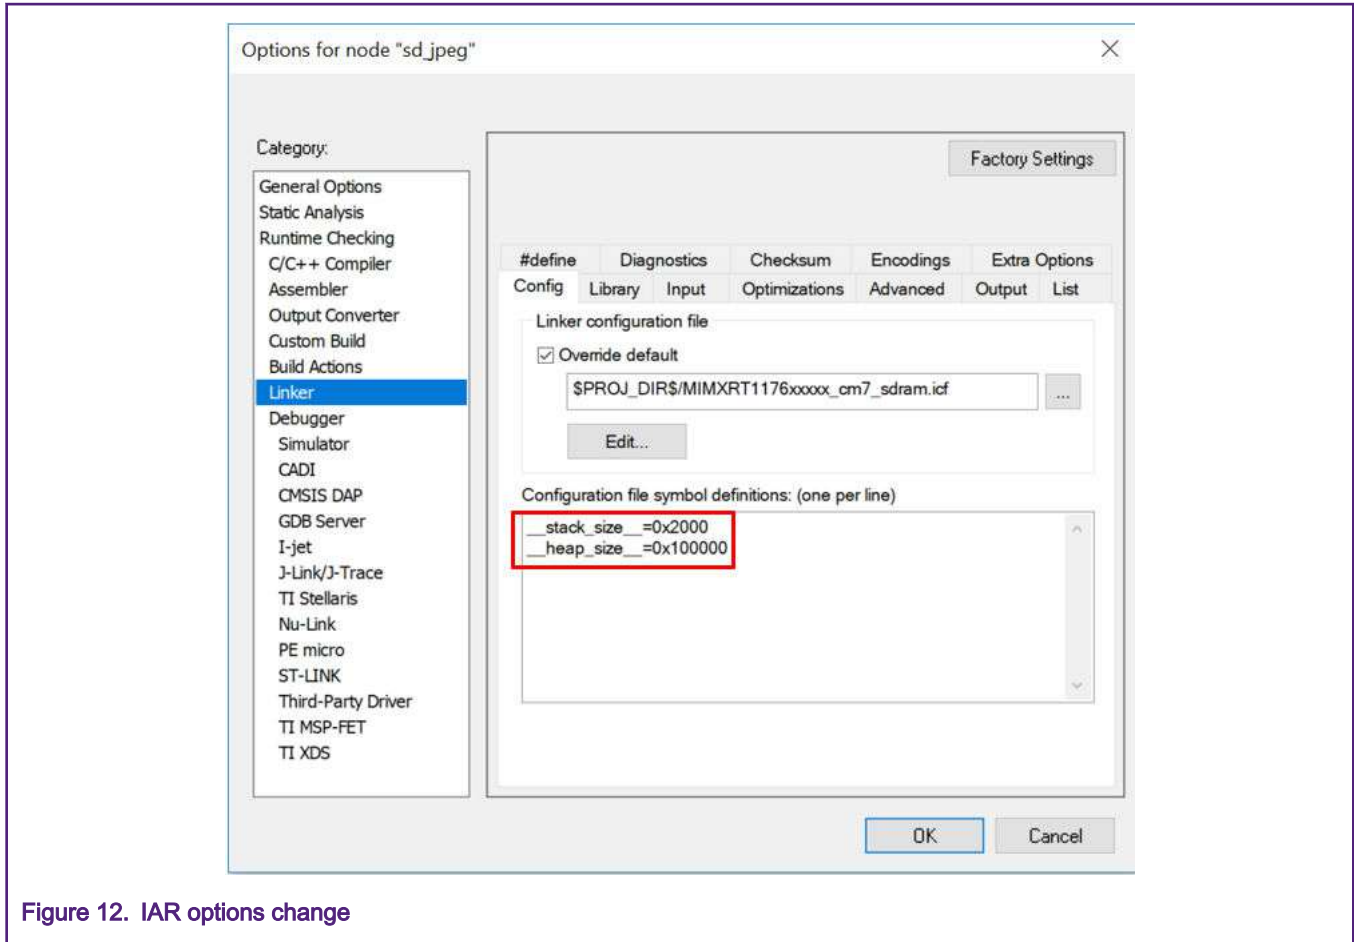 Options for node "sd_jpeg"
Category:
Factory Settings
General Options
Static Analysis
Runtime Checking
C/C++ Compiler
Assembler
Output Converter
Custom Build
Build Actions
Linker
Debugger
Simulator
CADI
CMSIS DAP
GDB Server
I-jet
J-Link/J-Trace
TI Stellaris
Nu-Link
PE micro
ST-LINK
Third-Party Driver
TI MSP-FET
TI XDS
#define Diagnostics Checksum Encodings Extra Options
Config Library Input Optimizations Advanced Output List
Linker configuration file
Override default
$PROJ_DIR$/MIMXRT1176xxxxx_cm7_sdram.icf
...
Edit...
Configuration file symbol definitions: (one per line)
__stack_size__=0x2000
__heap_size__=0x100000
OK Cancel
Figure 12. IAR options change